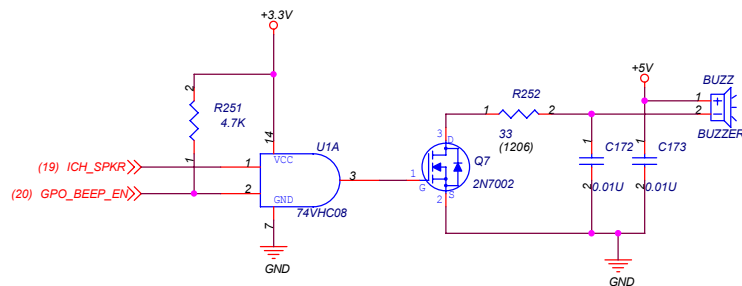 +3.3V
+5V
BUZZ
R252
2
R251
4.7K
1
2
1
+
2
-
BUZZER
14
33
(1206)
3
D
U1A
C172
C173
1
1
(19) ICH_SPKR
1
1
VCC
Q7
3
1
G
2N7002
(20) GPO_BEEP_EN
2
GND
2
S
2
0.01U
2
0.01U
74VHC08
7
GND
GND